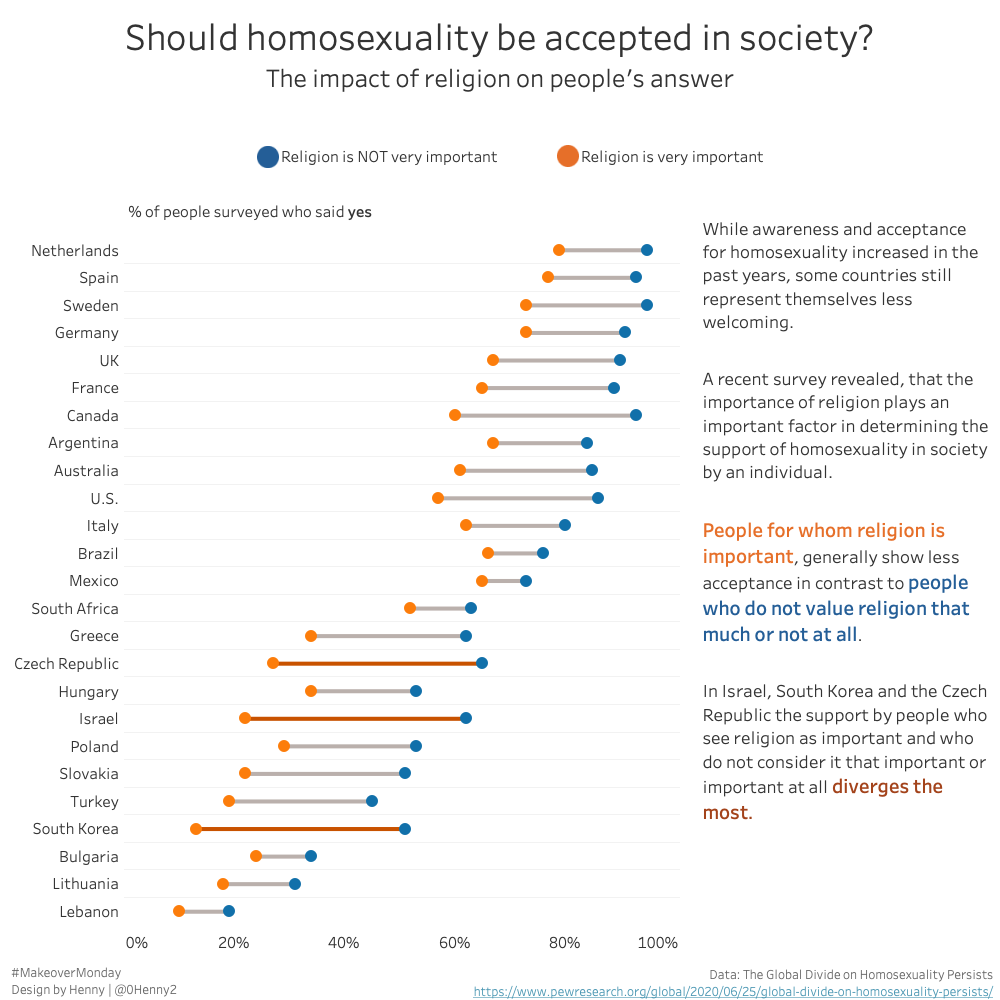 Should homosexuality be accepted in society?
The impact of religion on people's answer
Religion is NOT very important
Religion is very important
% of people surveyed who said yes
Netherlands
Spain
Sweden
Germany
UK
France
Canada
Argentina
Australia
U.S.
Italy
Brazil
Mexico
South Africa
Greece
Czech Republic
Hungary
Israel
Poland
Slovakia
Turkey
South Korea
Bulgaria
Lithuania
Lebanon
0%
20%
40%
60%
80%
100%
While awareness and acceptance
for homosexuality increased in the
past years, some countries still
represent themselves less
welcoming.
A recent survey revealed, that the
importance of religion plays an
important factor in determining the
support of homosexuality in society
by an individual.
People for whom religion is
important, generally show less
acceptance in contrast to people
who do not value religion that
much or not at all.
In Israel, South Korea and the Czech
Republic the support by people who
see religion as important and who
do not consider it that important or
important at all diverges the
most.
#MakeoverMonday
Design by Henny | @0Henny2
Data: The Global Divide on Homosexuality Persists
https://www.pewresearch.org/global/2020/06/25/global-divide-on-homosexuality-persists/